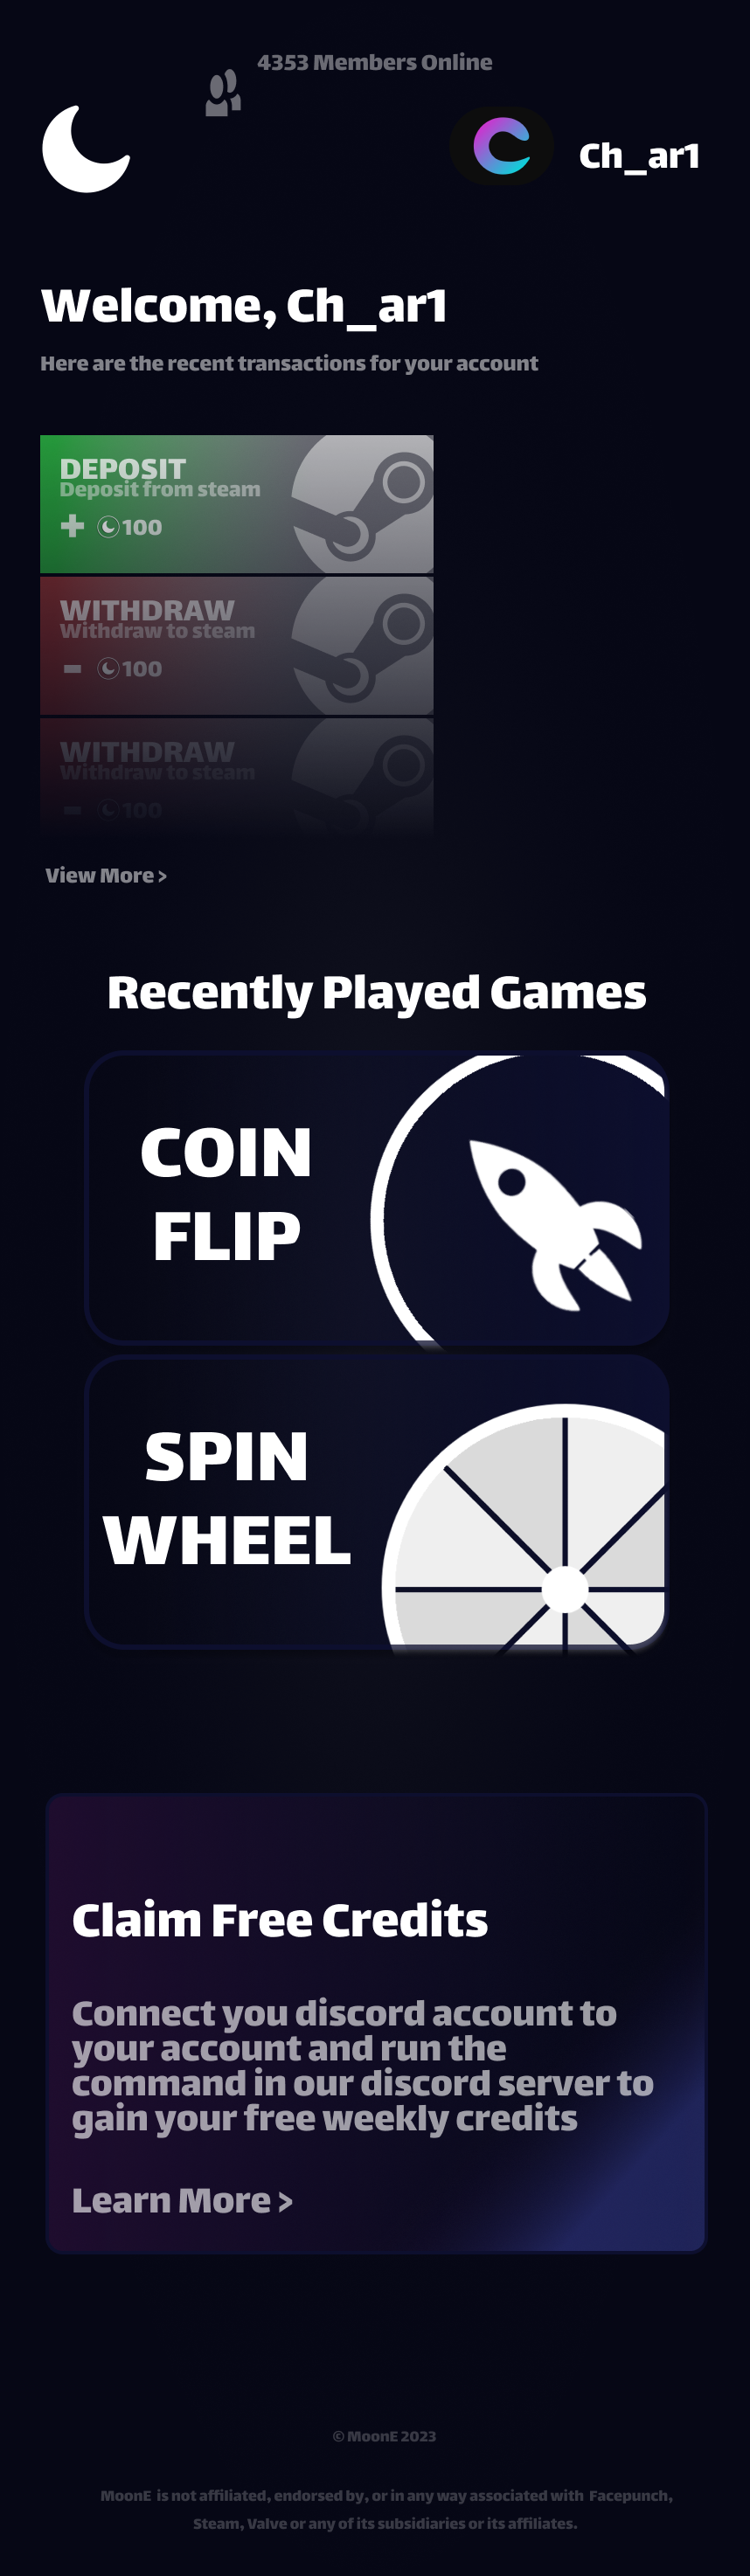 4353 Members Online
Ch_ar1
Welcome, Ch_ar1
Here are the recent transactions for your account
DEPOSIT
Deposit from steam
+ 100
WITHDRAW
Withdraw to steam
- 100
WITHDRAW
Withdraw to steam
- 100
View More >
Recently Played Games
COIN
FLIP
SPIN
WHEEL
Claim Free Credits
Connect you discord account to
your account and run the
command in our discord server to
gain your free weekly credits
Learn More >
© MoonE 2023
MoonE is not affiliated, endorsed by, or in any way associated with Facepunch,
Steam, Valve or any of its subsidiaries or its affiliates.